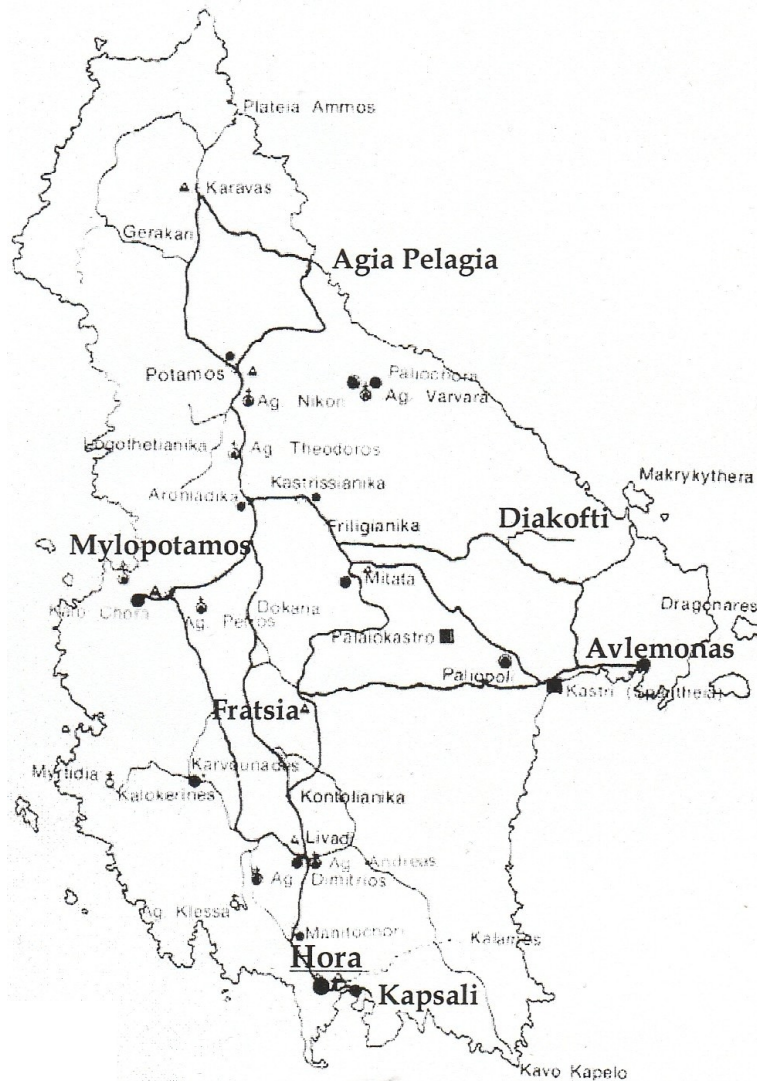 Plateia Ammos
Karavas
Gerakari
Agia Pelagia
Potamos
Paliochora
Ag. Nikon
Ag. Varvara
Logothetianika
Ag. Theodoros
Kastrissianika
Aroniadika
Makrykythera
Diakofti
Friligianika
Mylopotamos
Mitata
Kato Chora
Dokana
Ag. Petros
Dragonares
Palaiokastro
Avlemonas
Paliopoli
Kastri
Fratsia
Karvounades
Myrtidia
Kalokerines
Kontolianika
Livadi
Ag. Andreas
Ag. Dimitrios
Ag. Klessa
Manitochori
Kalamos
Hora
Kapsali
Kavo Kapelo